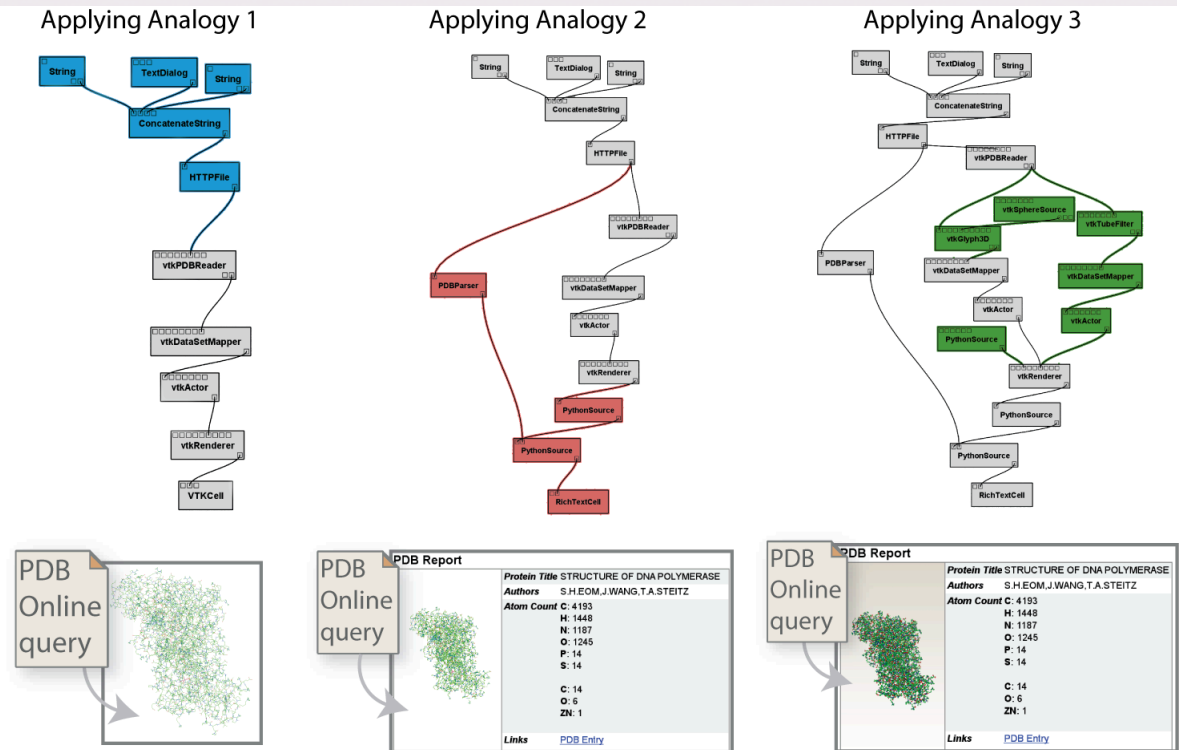 Applying Analogy 1
String
TextDialog
String
ConcatenateString
HTTPFile
vtkPDBReader
vtkDataSetMapper
vtkActor
vtkRenderer
VTKCell
PDB
Online
query
Applying Analogy 2
String
TextDialog
String
ConcatenateString
HTTPFile
vtkPDBReader
PDBParser
vtkDataSetMapper
vtkActor
vtkRenderer
PythonSource
PythonSource
RichTextCell
PDB
Online
query
PDB Report
Protein Title STRUCTURE OF DNA POLYMERASE
Authors S.H.EOM,J.WANG,T.A.STEITZ
Atom Count C: 4193
H: 1448
N: 1187
O: 1245
P: 14
S: 14
C: 14
O: 6
ZN: 1
Links PDB Entry
Applying Analogy 3
String
TextDialog
String
ConcatenateString
HTTPFile
vtkPDBReader
vtkSphereSource
vtkTubeFilter
vtkGlyph3D
PDBParser
vtkDataSetMapper
vtkDataSetMapper
vtkActor
vtkActor
PythonSource
vtkRenderer
PythonSource
PythonSource
RichTextCell
PDB
Online
query
PDB Report
Protein Title STRUCTURE OF DNA POLYMERASE
Authors S.H.EOM,J.WANG,T.A.STEITZ
Atom Count C: 4193
H: 1448
N: 1187
O: 1245
P: 14
S: 14
C: 14
O: 6
ZN: 1
Links PDB Entry